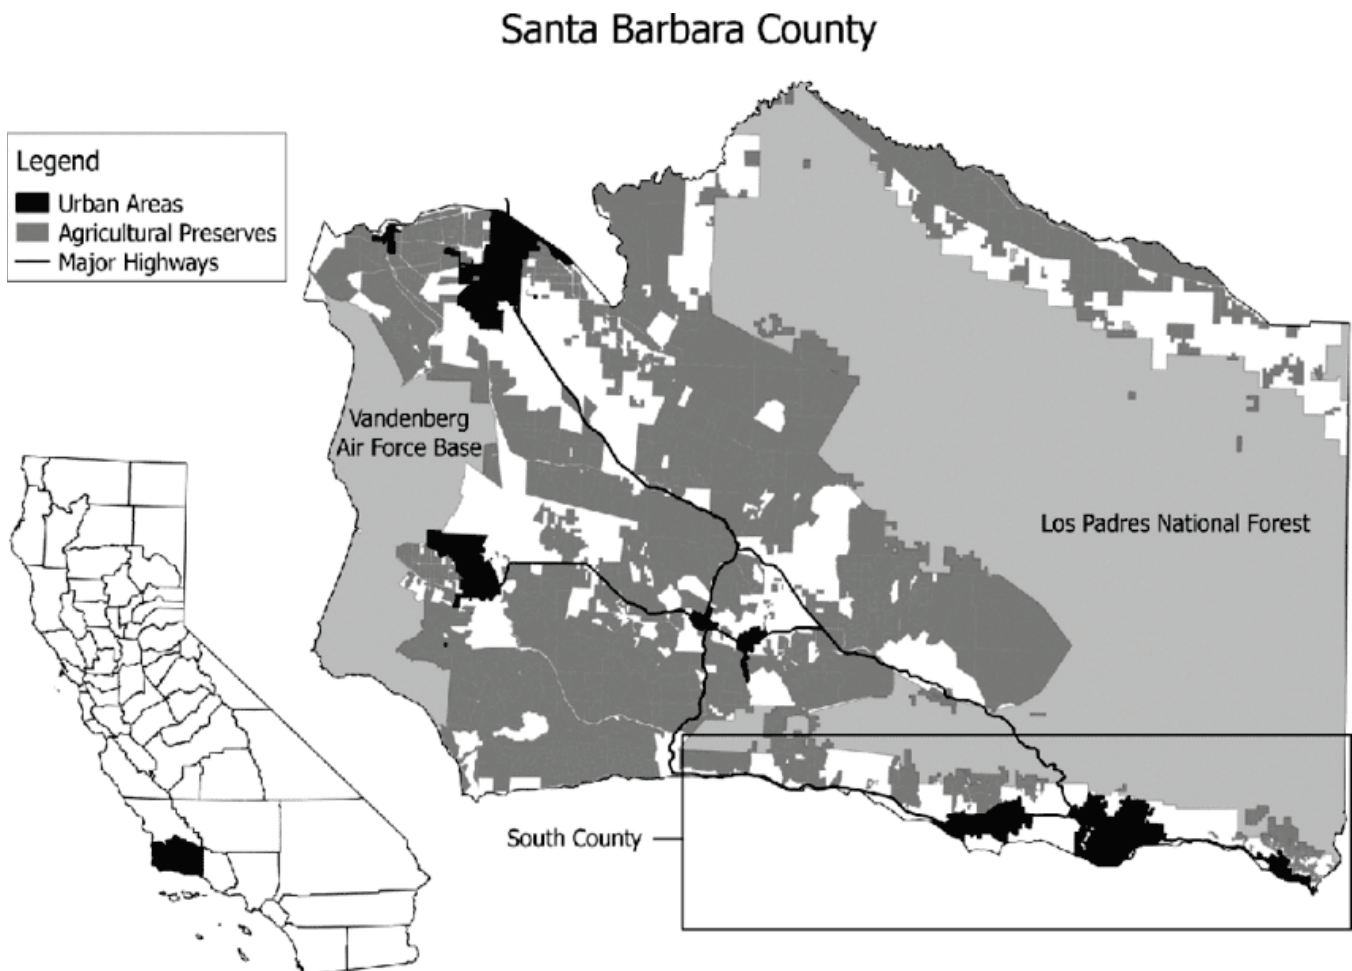 Santa Barbara County
Legend
Urban Areas
Agricultural Preserves
Major Highways
Vandenberg
Air Force Base
Los Padres National Forest
South County